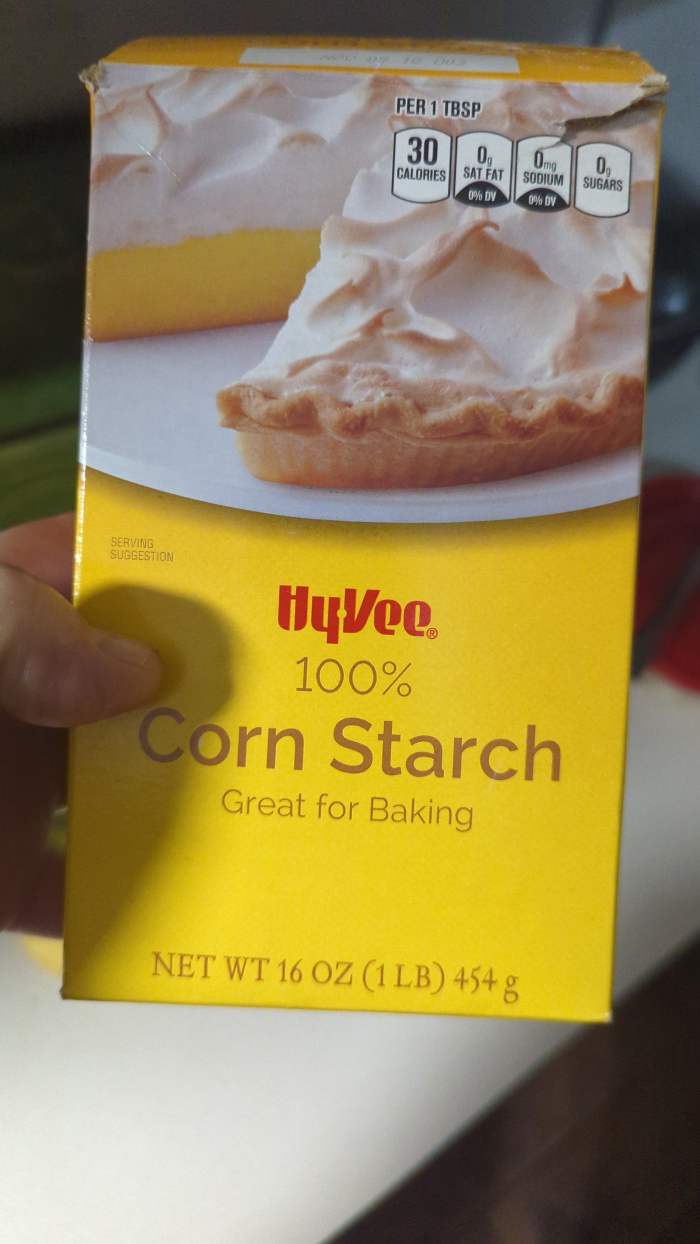 PER 1 TBSP
30
CALORIES
0g
SAT FAT
0% DV
0mg
SODIUM
0% DV
0g
SUGARS
SERVING
SUGGESTION
HyVee®
100%
Corn Starch
Great for Baking
NET WT 16 OZ (1 LB) 454 g